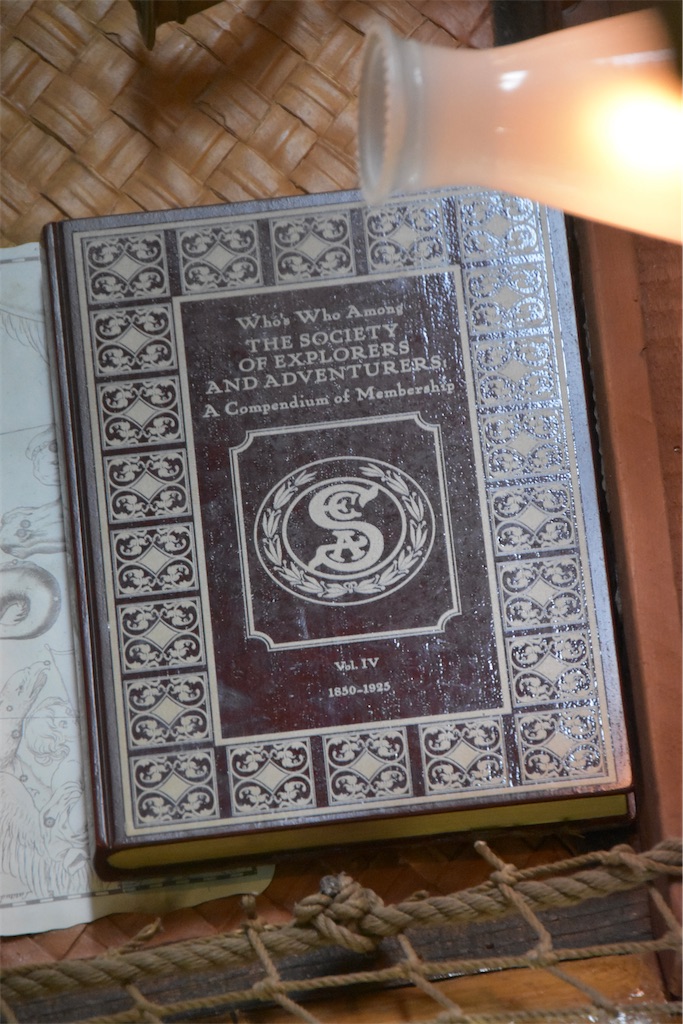 Who's Who Among
THE SOCIETY
OF EXPLORERS
AND ADVENTURERS
A Compendium of Membership
SEA
Vol. IV
1850-1925